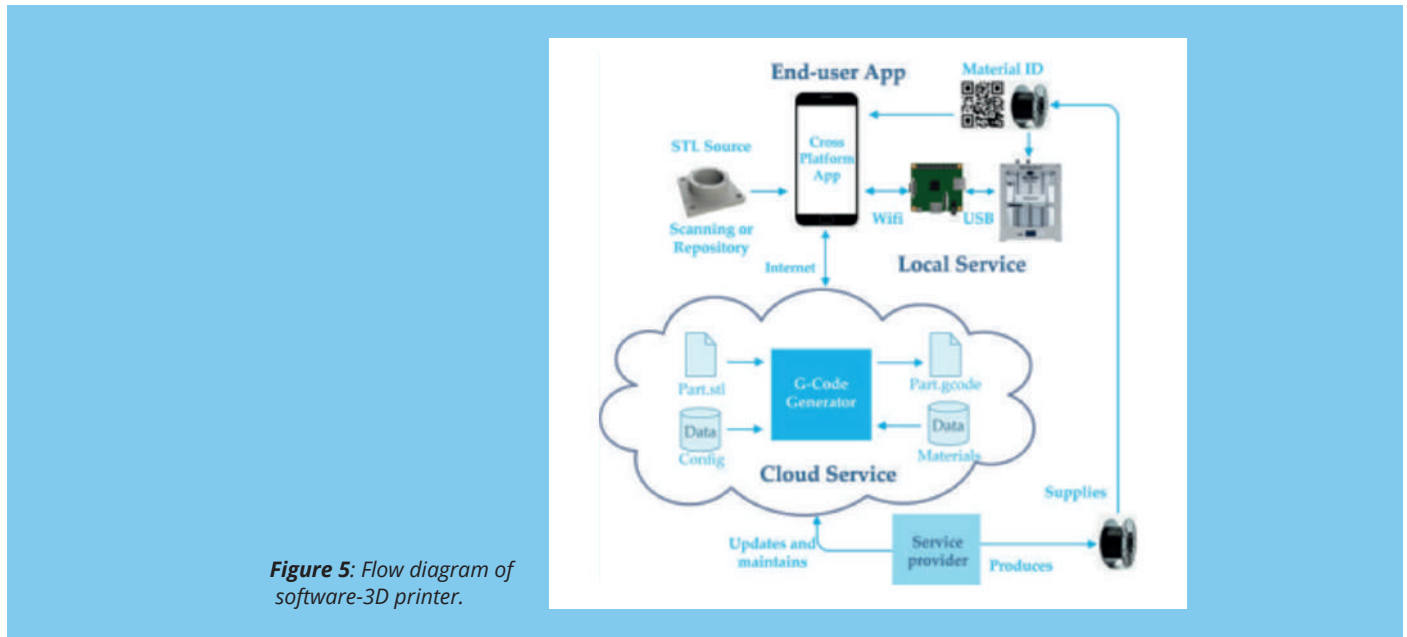 End-user App
Material ID
STL Source
Cross
Platform
App
Wifi
USB
Scanning or
Repository
Internet
Local Service
Part.stl
G-Code
Generator
Part.gcode
Data
Config
Data
Materials
Cloud Service
Supplies
Updates and
maintains
Service
provider
Produces
Figure 5: Flow diagram of
software-3D printer.